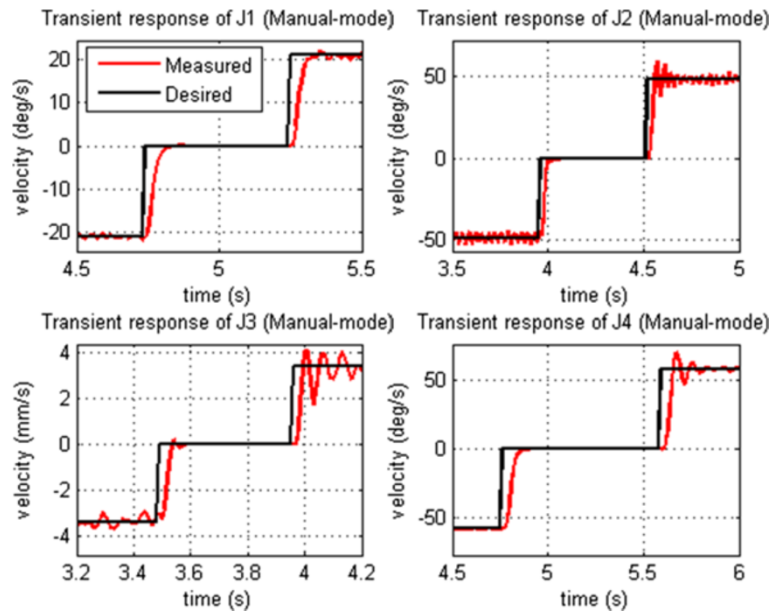 Transient response of J1 (Manual-mode)
velocity (deg/s)
20
10
0
-10
-20
Measured
Desired
4.5
5
5.5
time (s)
Transient response of J2 (Manual-mode)
velocity (deg/s)
50
0
-50
3.5
4
4.5
5
time (s)
Transient response of J3 (Manual-mode)
velocity (mm/s)
4
2
0
-2
-4
3.2
3.4
3.6
3.8
4
4.2
time (s)
Transient response of J4 (Manual-mode)
velocity (deg/s)
50
0
-50
4.5
5
5.5
6
time (s)